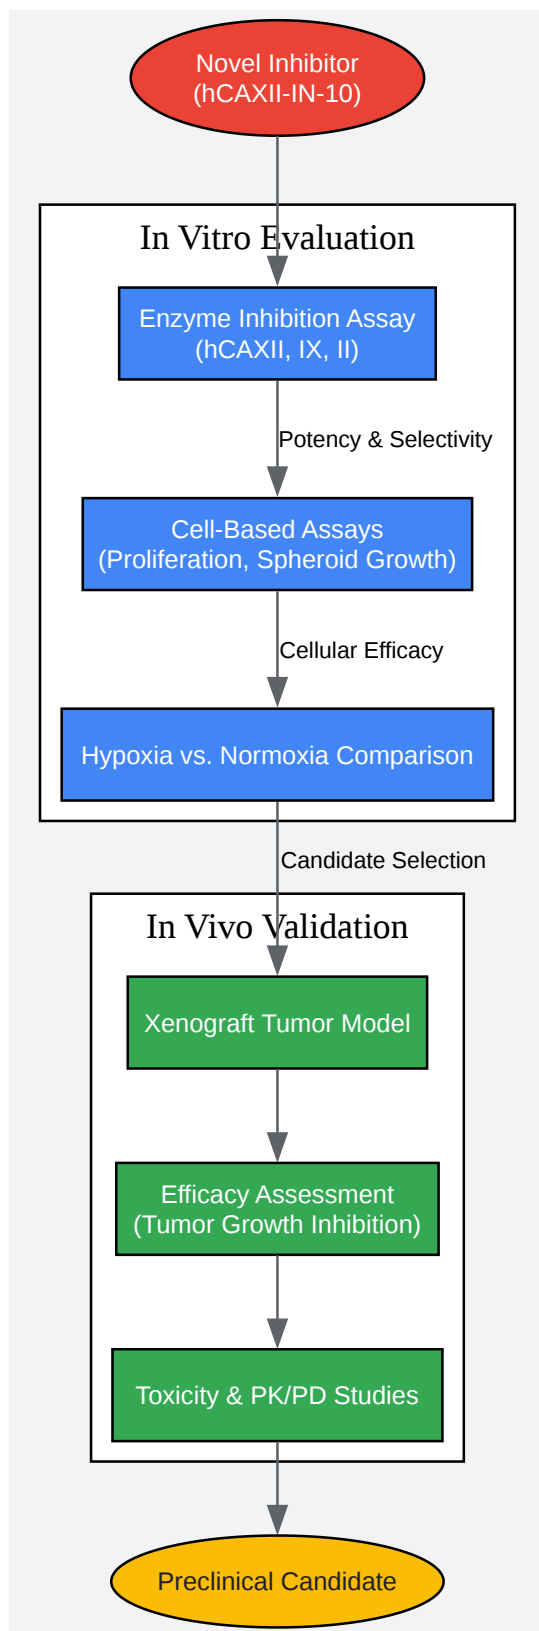 Novel Inhibitor
(hCAXII-IN-10)
In Vitro Evaluation
Enzyme Inhibition Assay
(hCAXII, IX, II)
Potency & Selectivity
Cell-Based Assays
(Proliferation, Spheroid Growth)
Cellular Efficacy
Hypoxia vs. Normoxia Comparison
Candidate Selection
In Vivo Validation
Xenograft Tumor Model
Efficacy Assessment
(Tumor Growth Inhibition)
Toxicity & PK/PD Studies
Preclinical Candidate